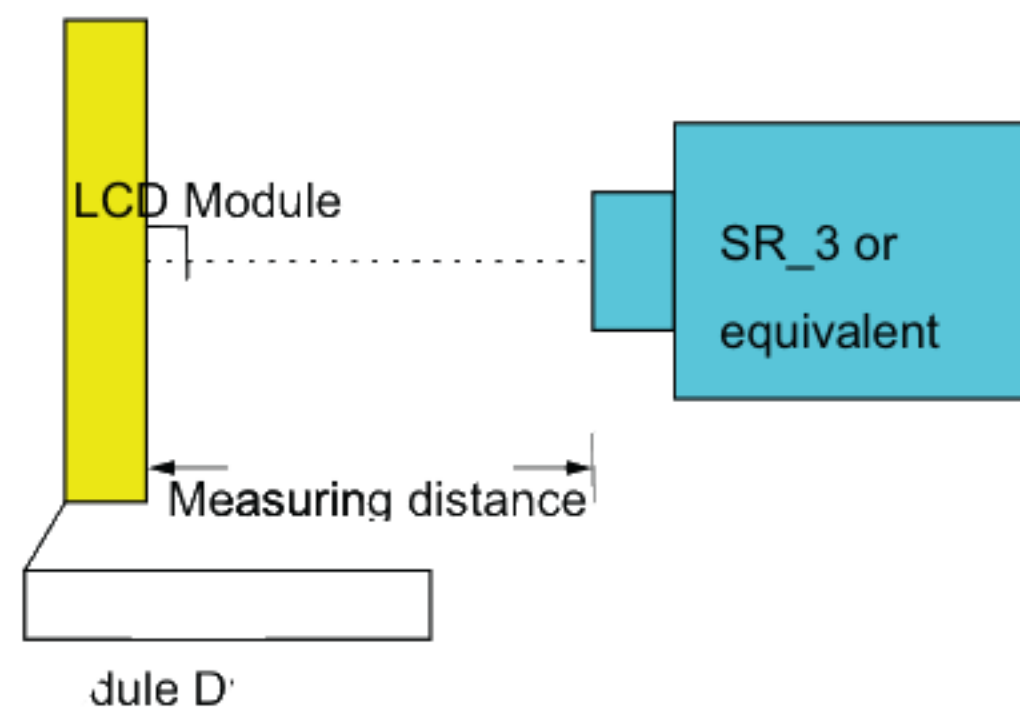 LCD Module
SR_3 or
equivalent
Measuring distance